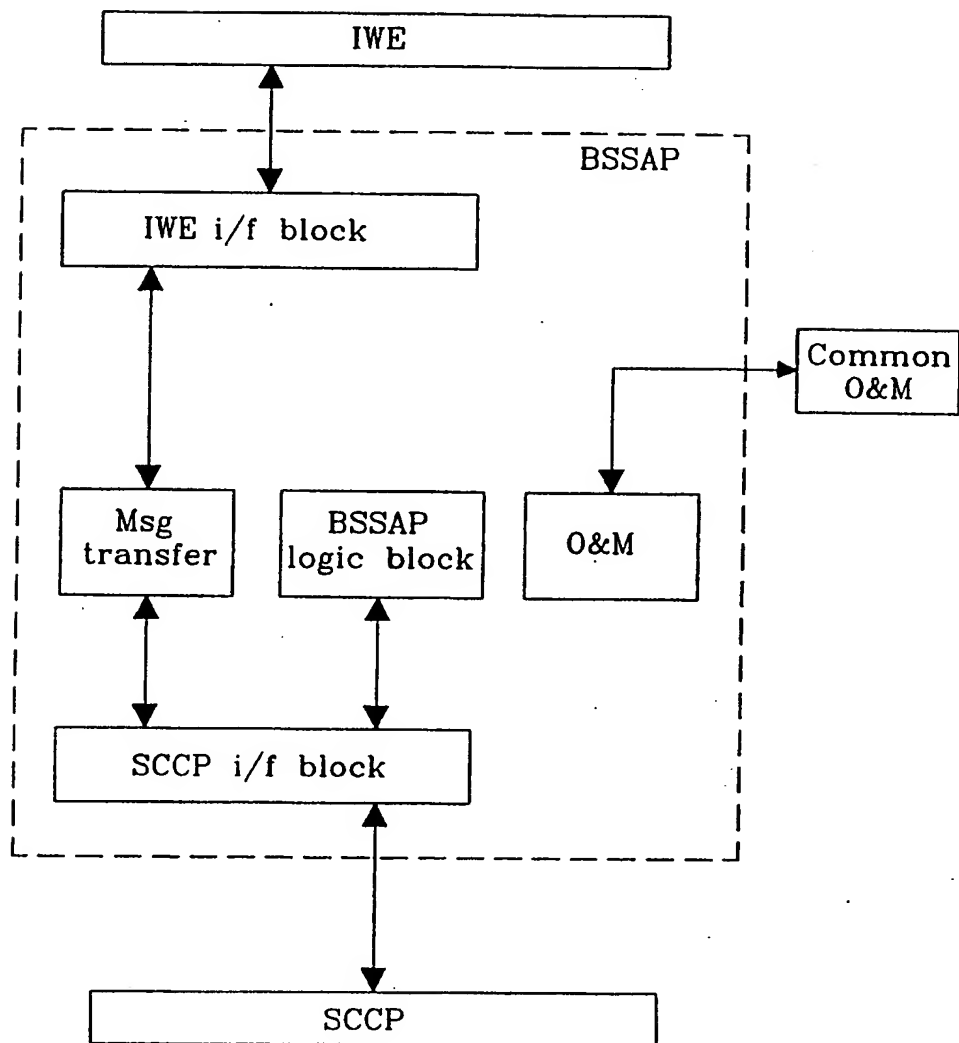 IWE
BSSAP
IWE i/f block
Common
O&M
Msg
transfer
BSSAP
logic block
O&M
SCCP i/f block
SCCP